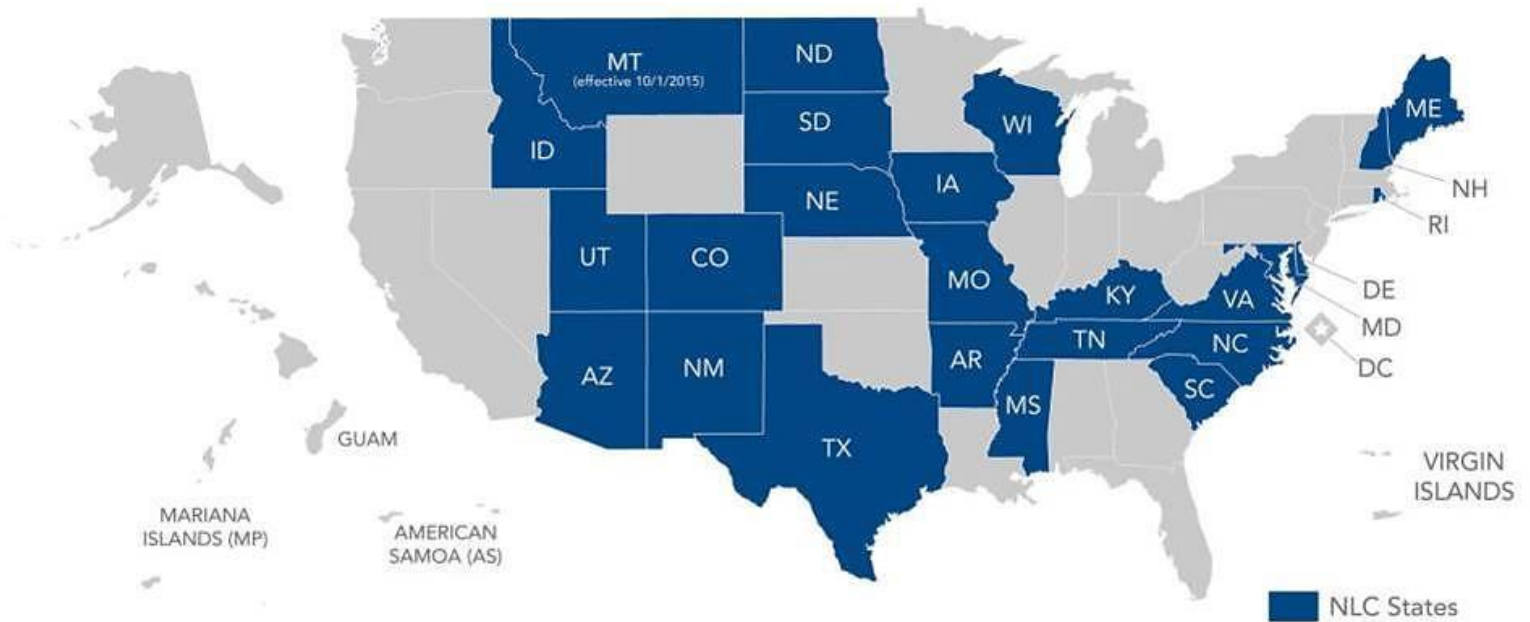 MT
(effective 10/1/2015)
ND
ME
SD
WI
ID
IA
NH
NE
RI
UT
CO
MO
KY
VA
DE
MD
TN
NC
DC
AZ
NM
AR
SC
MS
GUAM
TX
VIRGIN
ISLANDS
MARIANA
ISLANDS (MP)
AMERICAN
SAMOA (AS)
NLC States